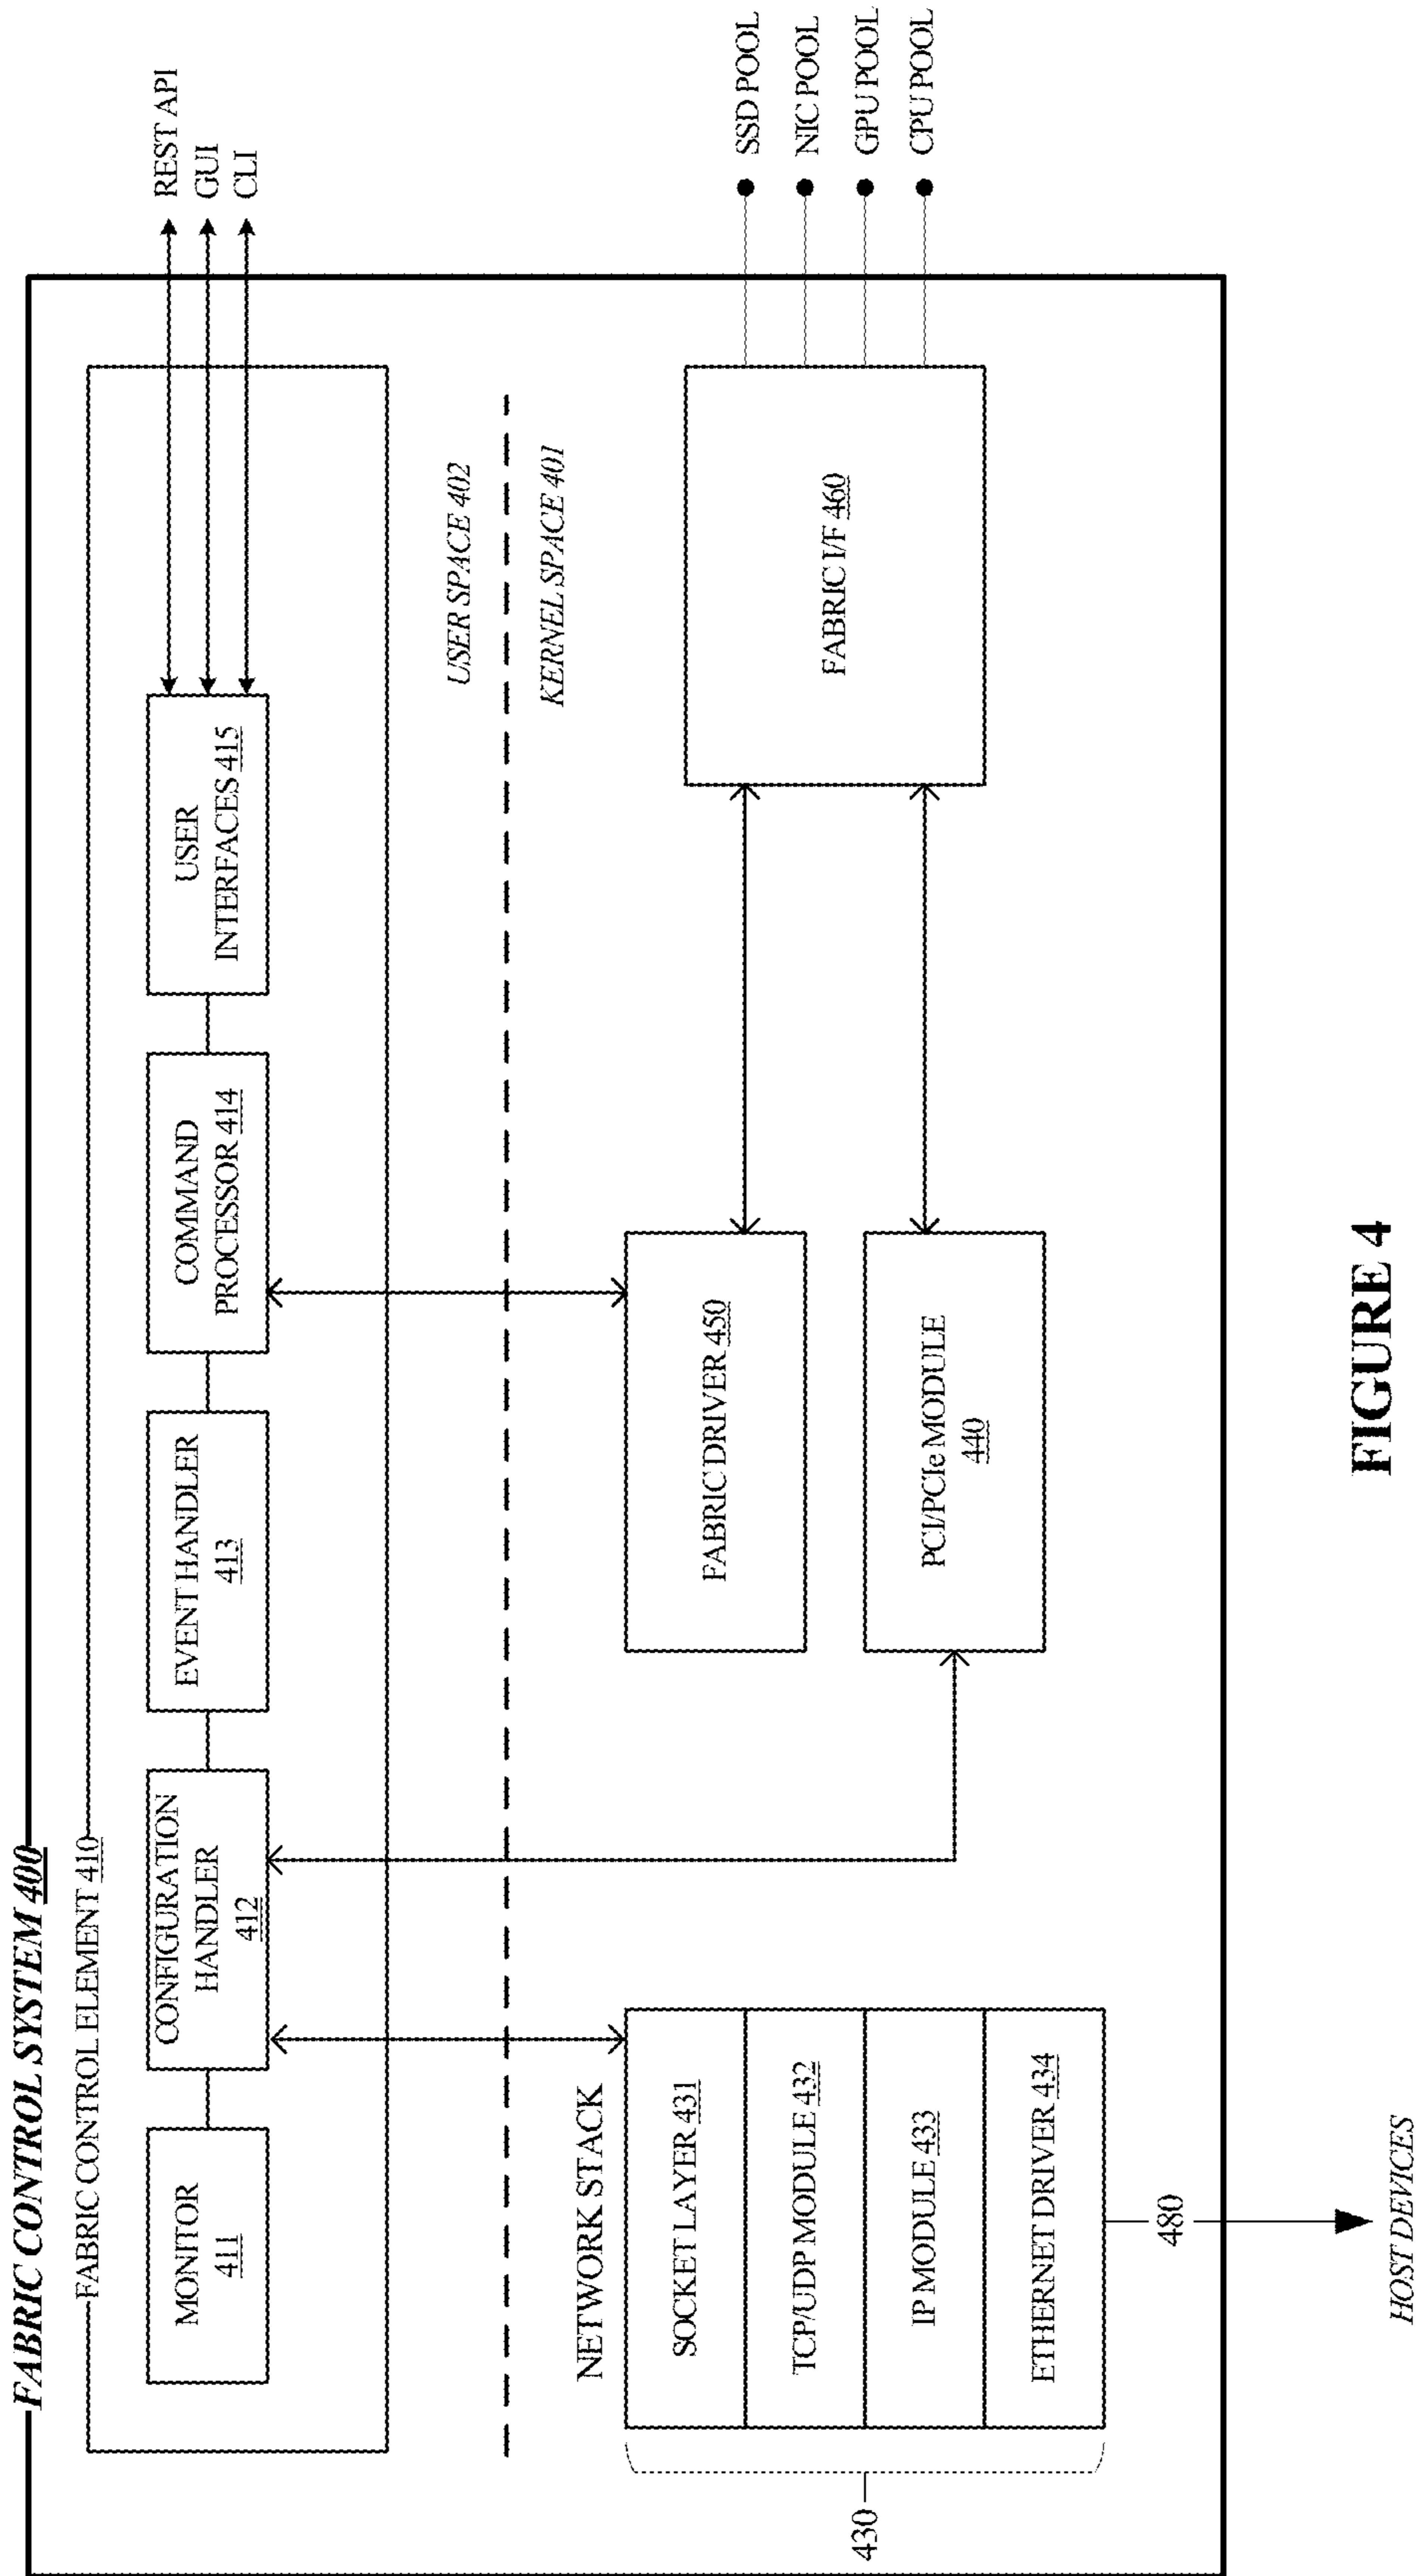 FABRIC CONTROL SYSTEM 400
FABRIC CONTROL ELEMENT 410
MONITOR
411
CONFIGURATION
HANDLER
412
EVENT HANDLER
413
COMMAND
PROCESSOR 414
USER
INTERFACES 415
REST API
GUI
CLI
USER SPACE 402
KERNEL SPACE 401
NETWORK STACK
SOCKET LAYER 431
TCP/UDP MODULE 432
IP MODULE 433
ETHERNET DRIVER 434
430
480
HOST DEVICES
FABRIC DRIVER 450
PCI/PCIe MODULE
440
FABRIC I/F 460
SSD POOL
NIC POOL
GPU POOL
CPU POOL
FIGURE 4